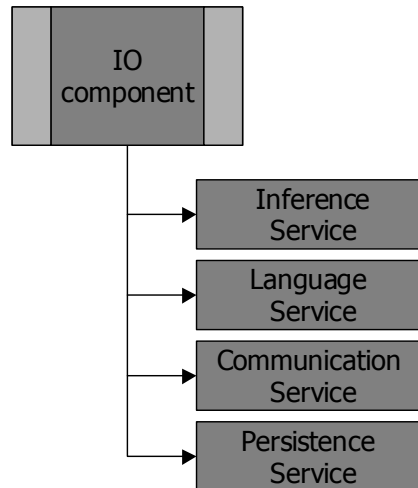 IO
component
Inference
Service
Language
Service
Communication
Service
Persistence
Service